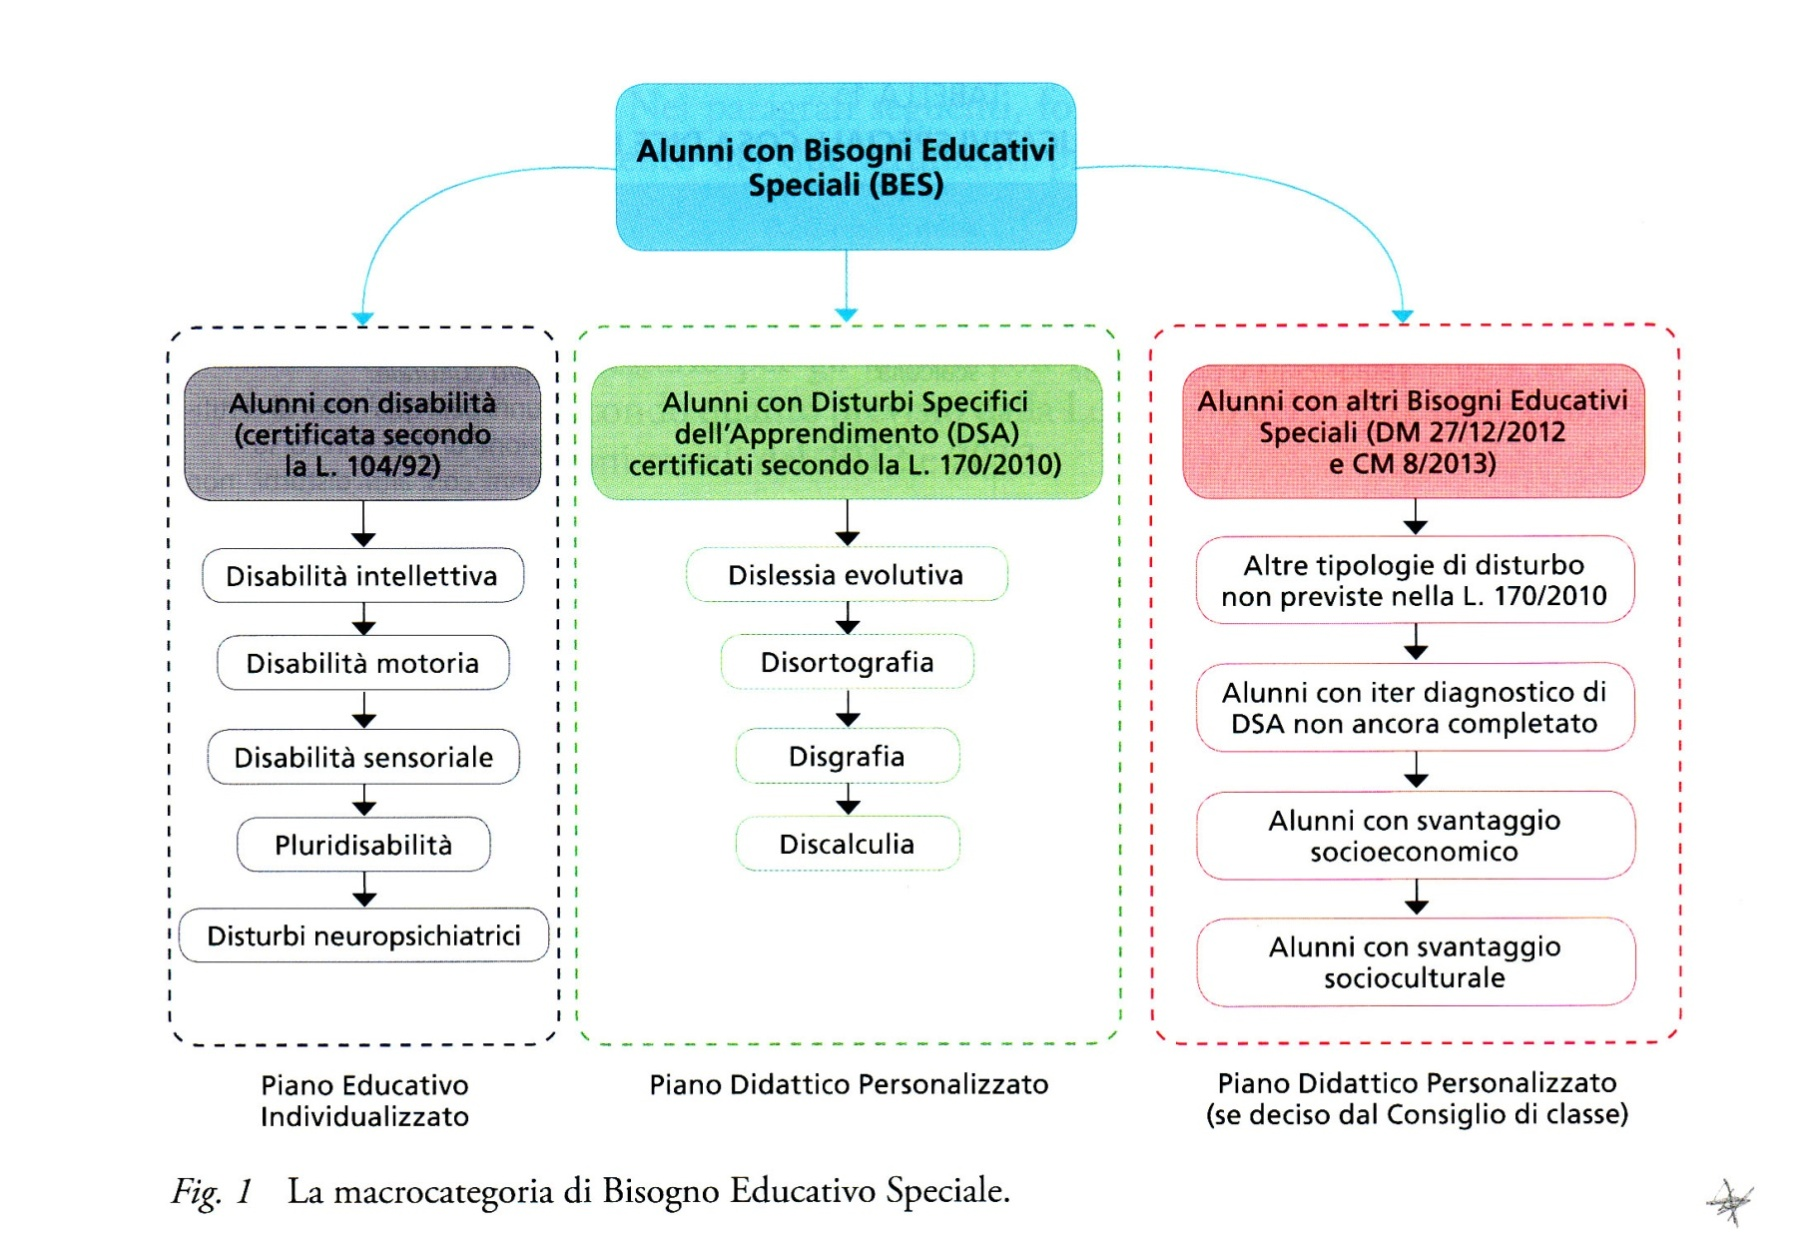 Alunni con Bisogni Educativi
Speciali (BES)
Alunni con disabilità
(certificata secondo
la L. 104/92)
Disabilità intellettiva
Disabilità motoria
Disabilità sensoriale
Pluridisabilità
Disturbi neuropsichiatrici
Piano Educativo
Individualizzato
Alunni con Disturbi Specifici
dell'Apprendimento (DSA)
certificati secondo la L. 170/2010)
Dislessia evolutiva
Disortografia
Disgrafia
Discalculia
Piano Didattico Personalizzato
Alunni con altri Bisogni Educativi
Speciali (DM 27/12/2012
e CM 8/2013)
Altre tipologie di disturbo
non previste nella L. 170/2010
Alunni con iter diagnostico di
DSA non ancora completato
Alunni con svantaggio
socioeconomico
Alunni con svantaggio
socioculturale
Piano Didattico Personalizzato
(se deciso dal Consiglio di classe)
Fig. 1 La macrocategoria di Bisogno Educativo Speciale.